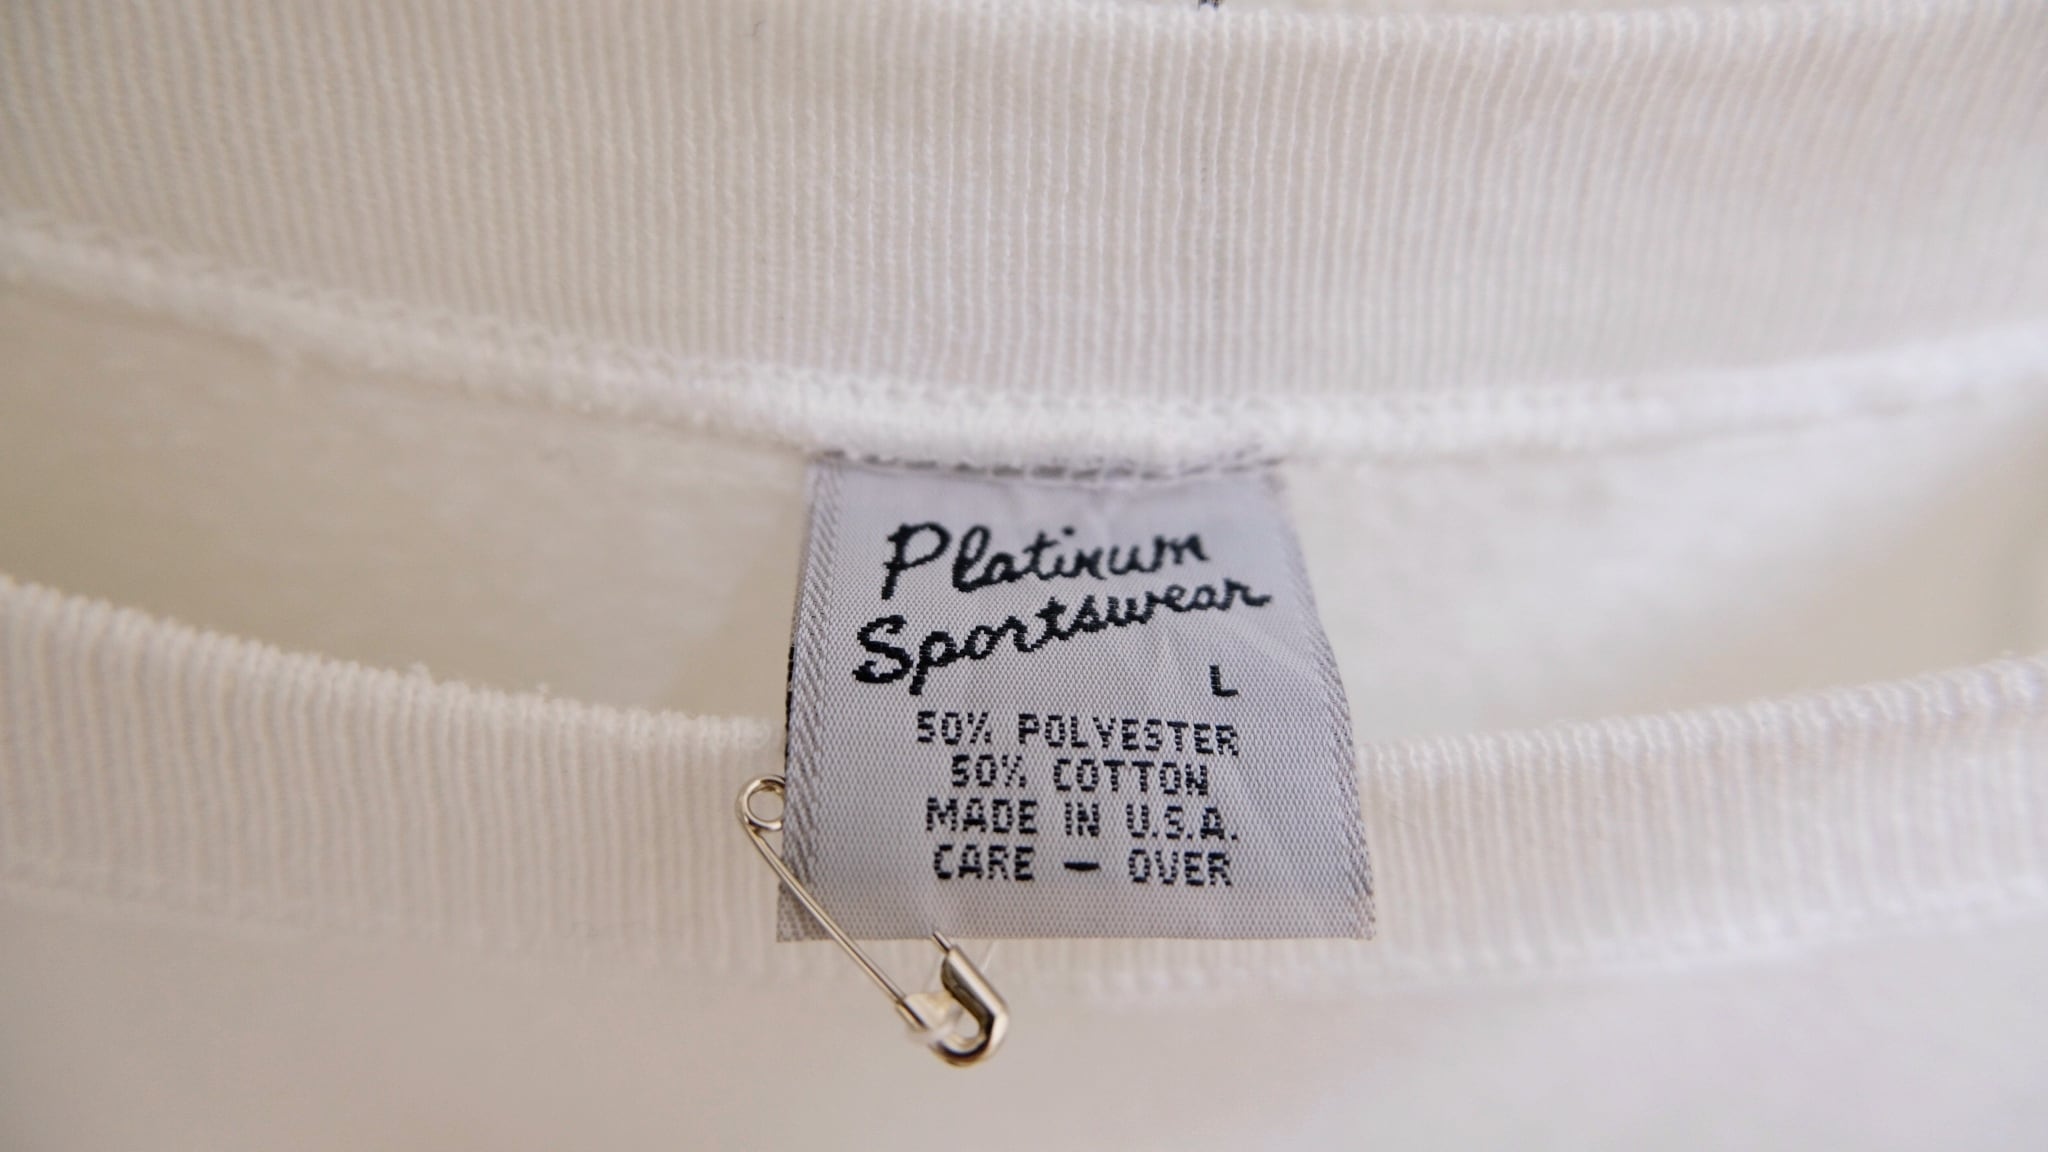 Platinum
Sportswear
L
50% POLYESTER
50% COTTON
MADE IN U.S.A.
CARE – OVER